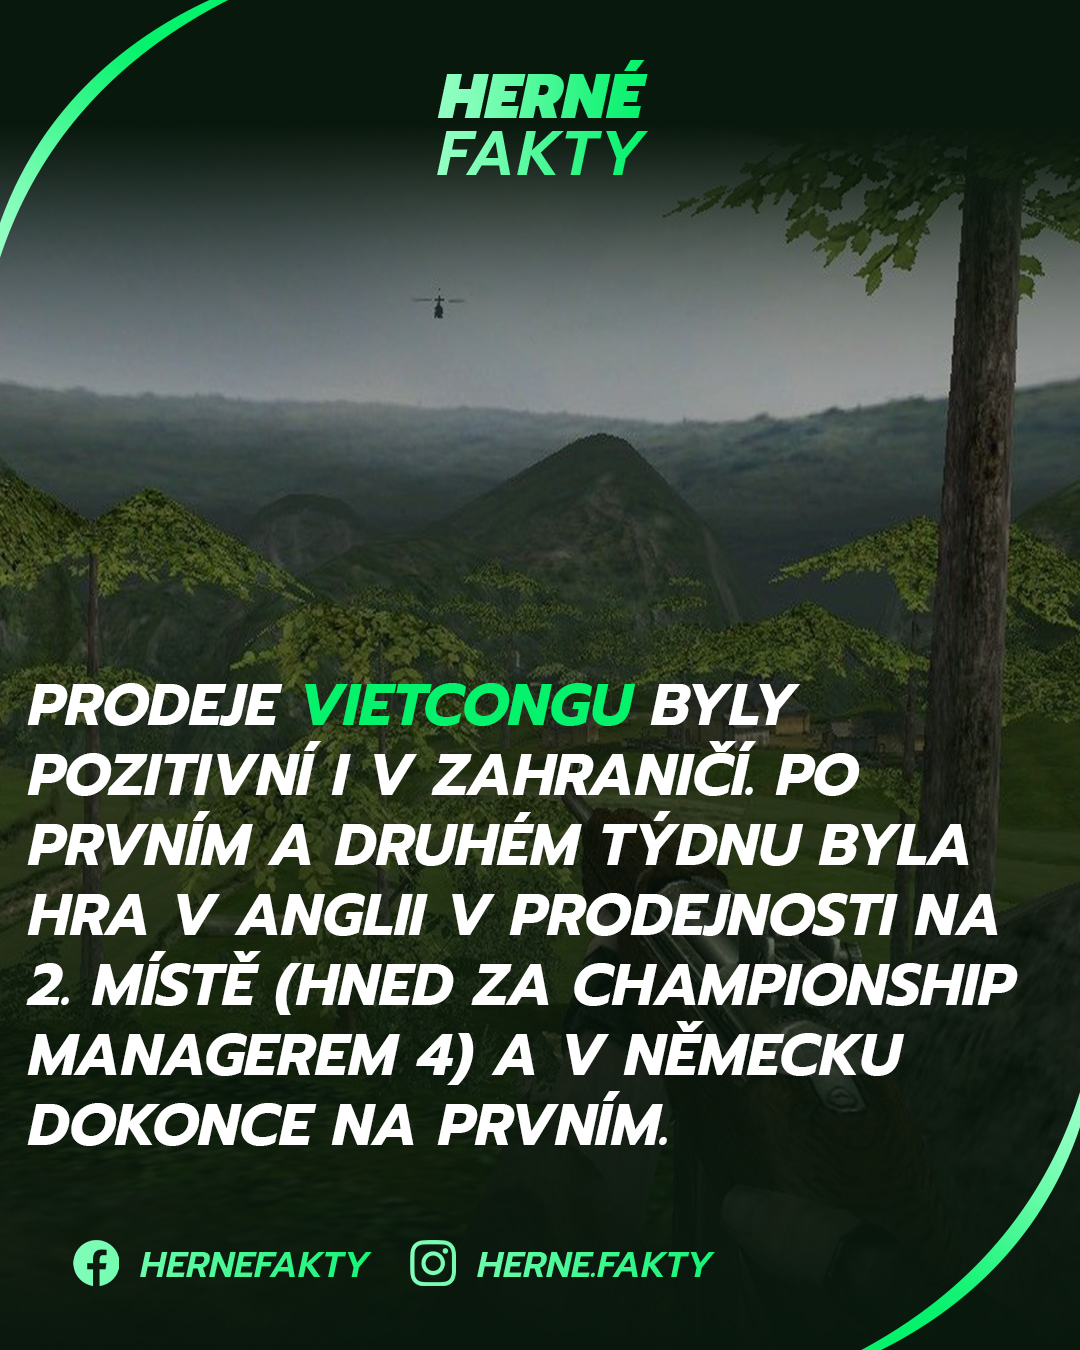 HERNÉ
FAKTY
PRODEJE VIETCONGU BYLY
POZITIVNÍ I V ZAHRANIČÍ. PO
PRVNÍM A DRUHÉM TÝDNU BYLA
HRA V ANGLII V PRODEJNOSTI NA
2. MÍSTĚ (HNED ZA CHAMPIONSHIP
MANAGEREM 4) A V NĚMECKU
DOKONCE NA PRVNÍM.
HERNEFAKTY HERNE.FAKTY